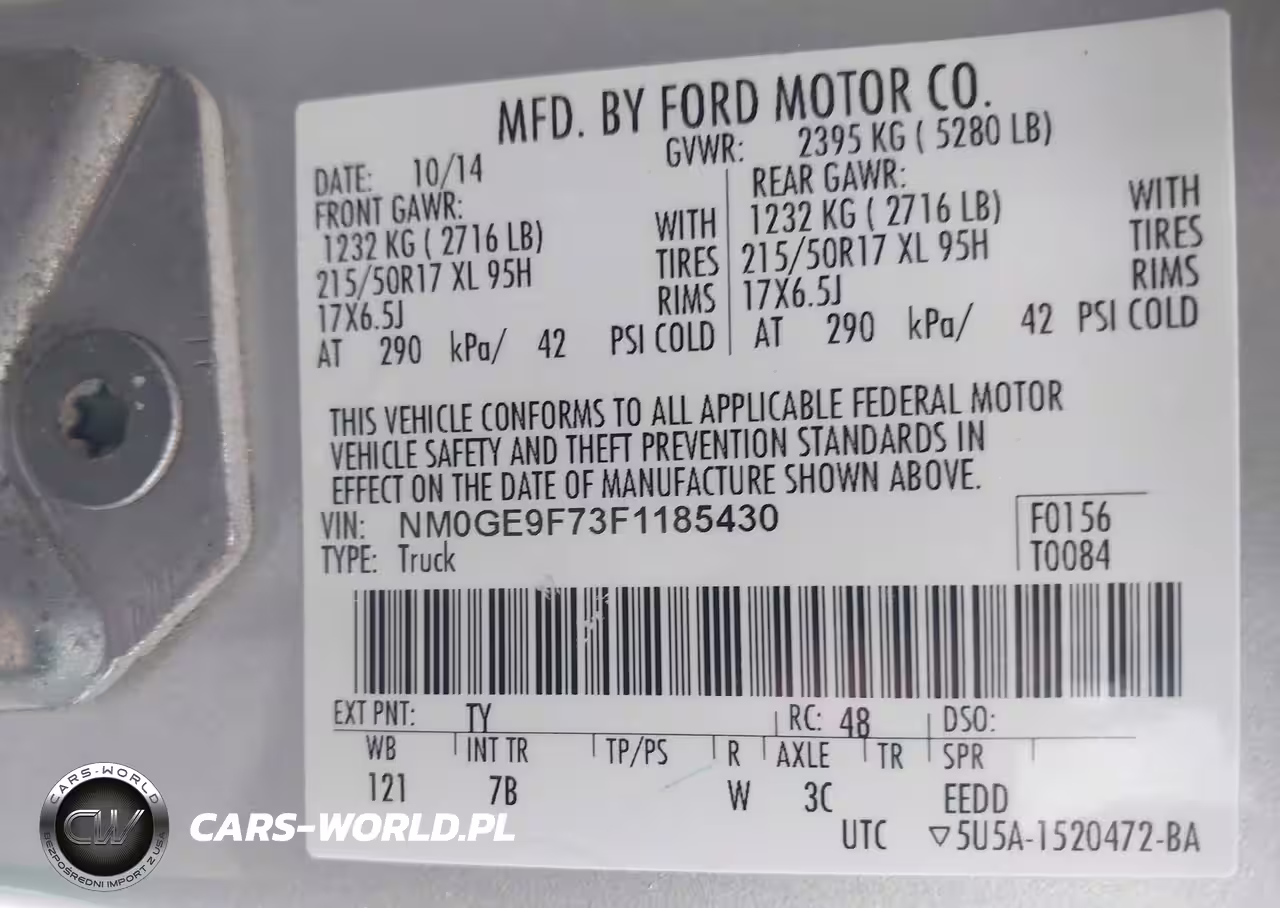 MFD. BY FORD MOTOR CO.
DATE: 10/14 GVWR: 2395 KG ( 5280 LB)
FRONT GAWR: REAR GAWR:
1232 KG ( 2716 LB) WITH 1232 KG ( 2716 LB) WITH
215/50R17 XL 95H TIRES 215/50R17 XL 95H TIRES
17X6.5J RIMS 17X6.5J RIMS
AT 290 kPa/ 42 PSI COLD AT 290 kPa/ 42 PSI COLD
THIS VEHICLE CONFORMS TO ALL APPLICABLE FEDERAL MOTOR
VEHICLE SAFETY AND THEFT PREVENTION STANDARDS IN
EFFECT ON THE DATE OF MANUFACTURE SHOWN ABOVE.
VIN: NM0GE9F73F1185430 F0156
TYPE: Truck T0084
EXT PNT: TY RC: 48 DSO:
WB INT TR TP/PS R AXLE TR SPR
121 7B W 3C EEDD
UTC ▽5U5A-1520472-BA
CARS-WORLD
CW
BEZPOŚREDNI IMPORT Z USA
CARS-WORLD.PL